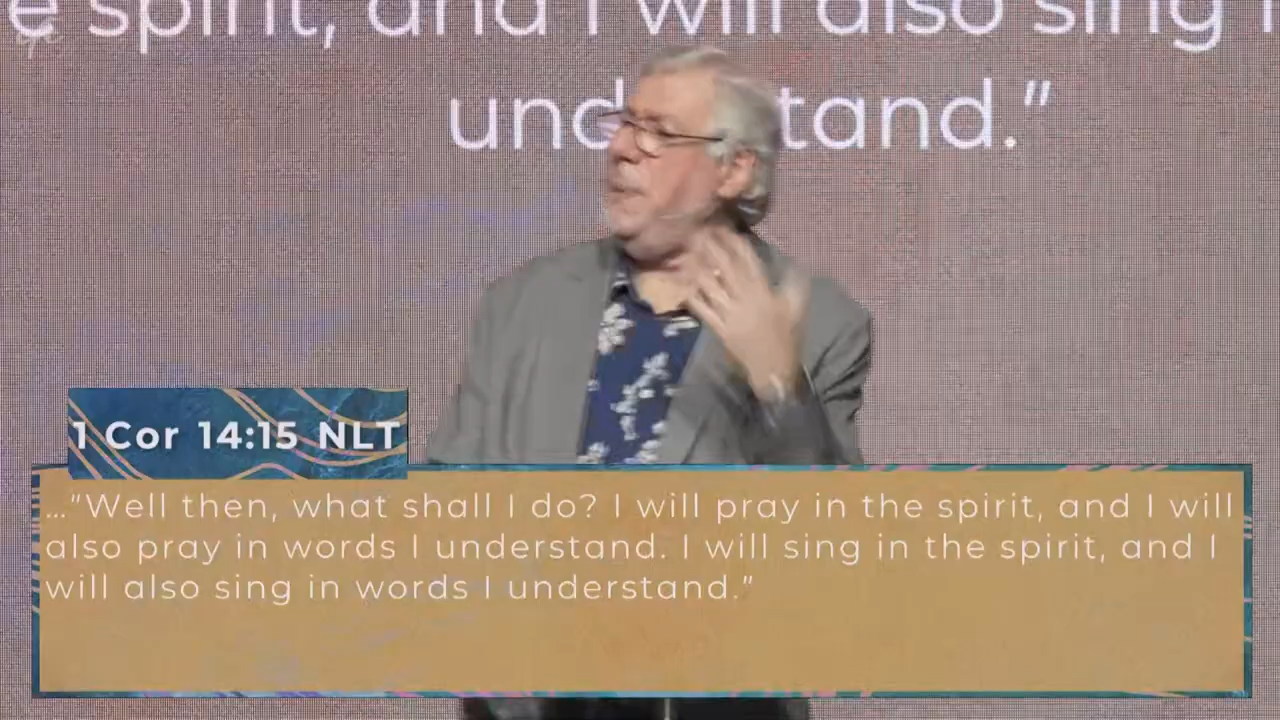 e spirit, and I will also sing i
understand."
1 Cor 14:15 NLT
..."Well then, what shall I do? I will pray in the spirit, and I will
also pray in words I understand. I will sing in the spirit, and I
will also sing in words I understand."